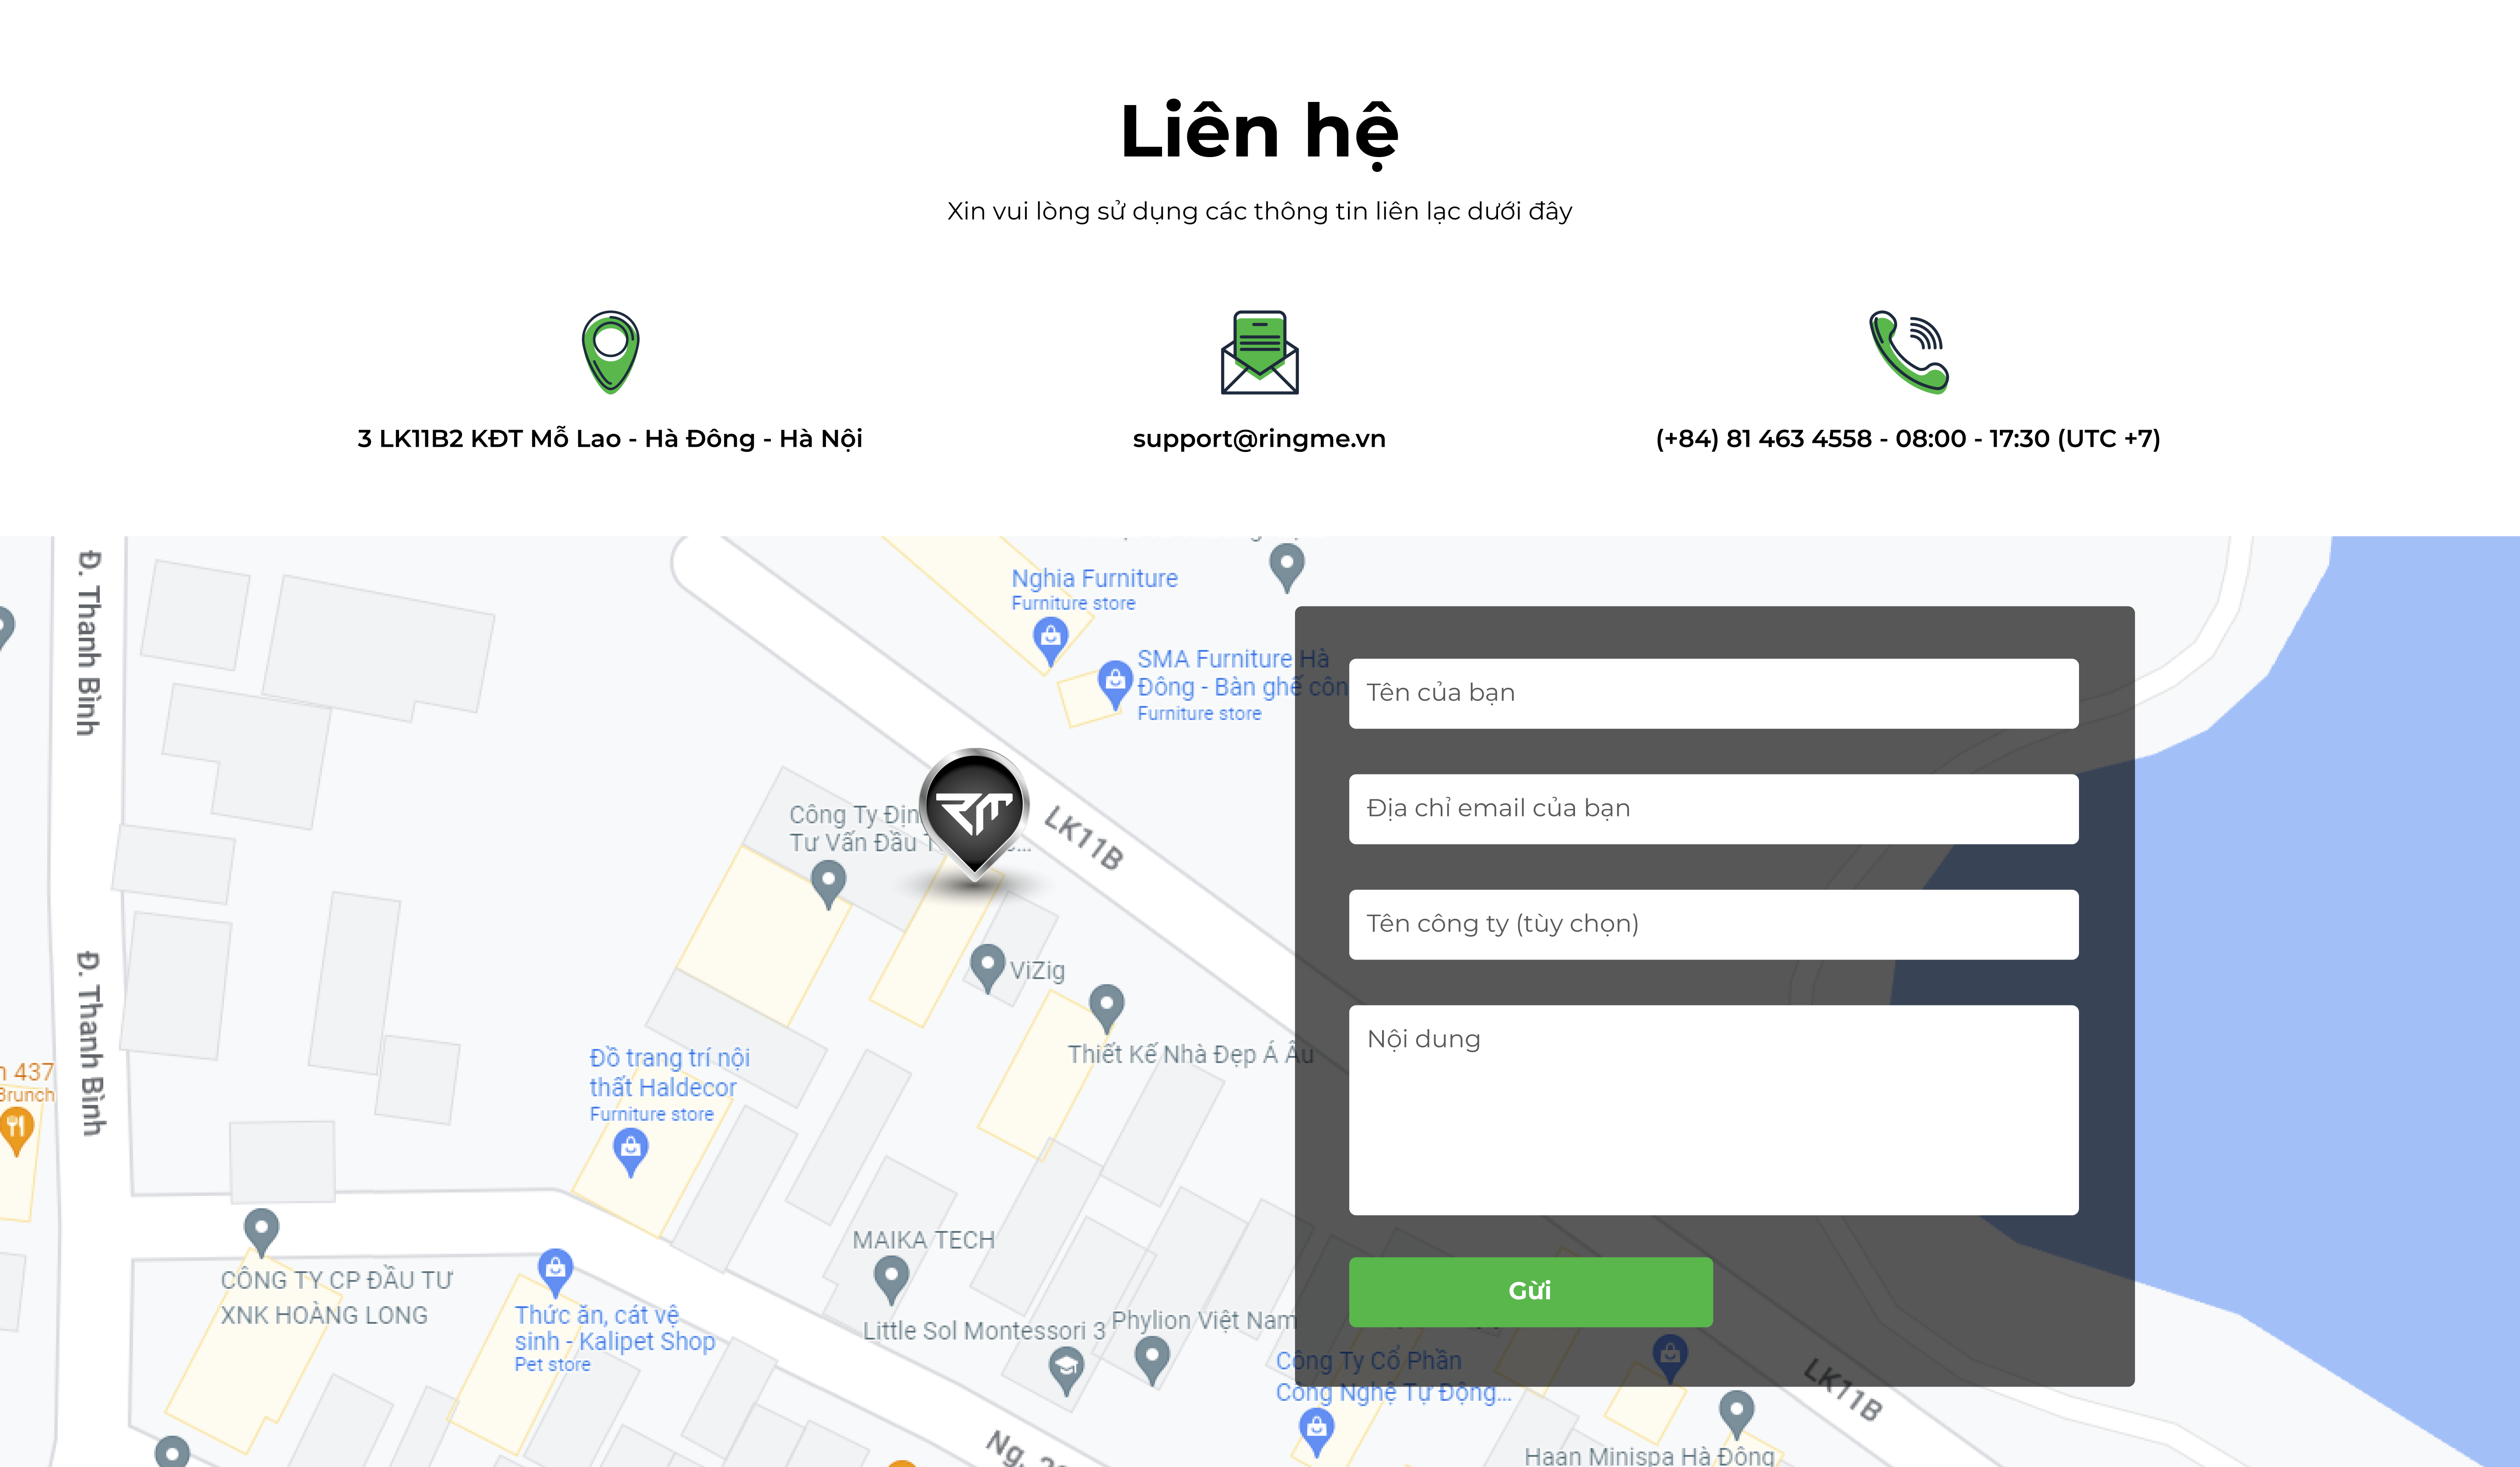 Liên hệ
Xin vui lòng sử dụng các thông tin liên lạc dưới đây
3 LK11B2 KĐT Mỗ Lao - Hà Đông - Hà Nội
support@ringme.vn
(+84) 81 463 4558 - 08:00 - 17:30 (UTC +7)
Đ. Thanh Bình
Nghia Furniture
Furniture store
SMA Furniture Hà
Đông - Bàn ghế côn
Furniture store
Tên của bạn
Địa chỉ email của bạn
Công Ty Địn
Tư Vấn Đầu T
LK11B
Tên công ty (tùy chọn)
ViZig
Đ. Thanh Bình
Nội dung
Thiết Kế Nhà Đẹp Á Âu
Đồ trang trí nội
thất Haldecor
Furniture store
437
Brunch
MAIKA TECH
CÔNG TY CP ĐẦU TƯ
XNK HOÀNG LONG
Gửi
Thức ăn, cát vệ
sinh - Kalipet Shop
Pet store
Little Sol Montessori 3
Phylion Việt Nam
Công Ty Cổ Phần
Công Nghệ Tự Động...
LK11B
Ng.
Haan Minispa Hà Đông